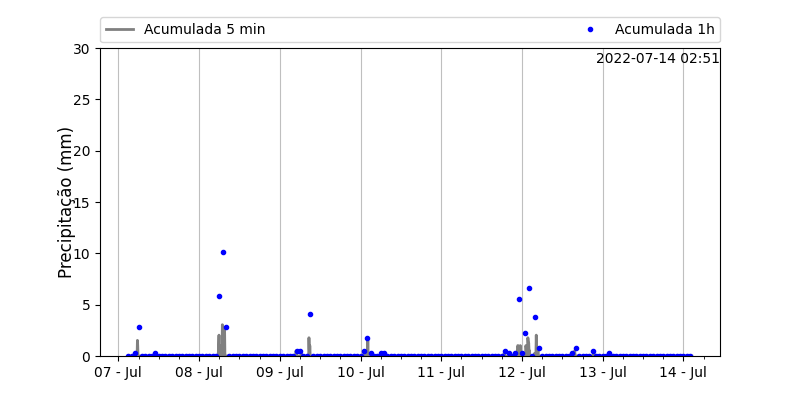 Acumulada 5 min
Acumulada 1h
2022-07-14 02:51
Precipitação (mm)
30
25
20
15
10
5
0
07 - Jul
08 - Jul
09 - Jul
10 - Jul
11 - Jul
12 - Jul
13 - Jul
14 - Jul